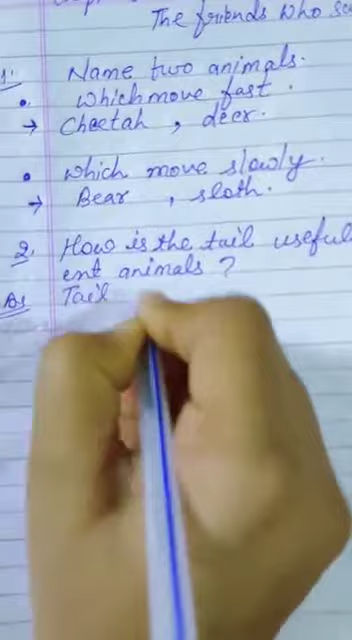 The friends who
1. Name two animals.
• which move fast.
→ Cheetah, deer.
• which move slowly.
→ Bear, sloth.
2. How is the tail useful
ent animals?
Ans Tail